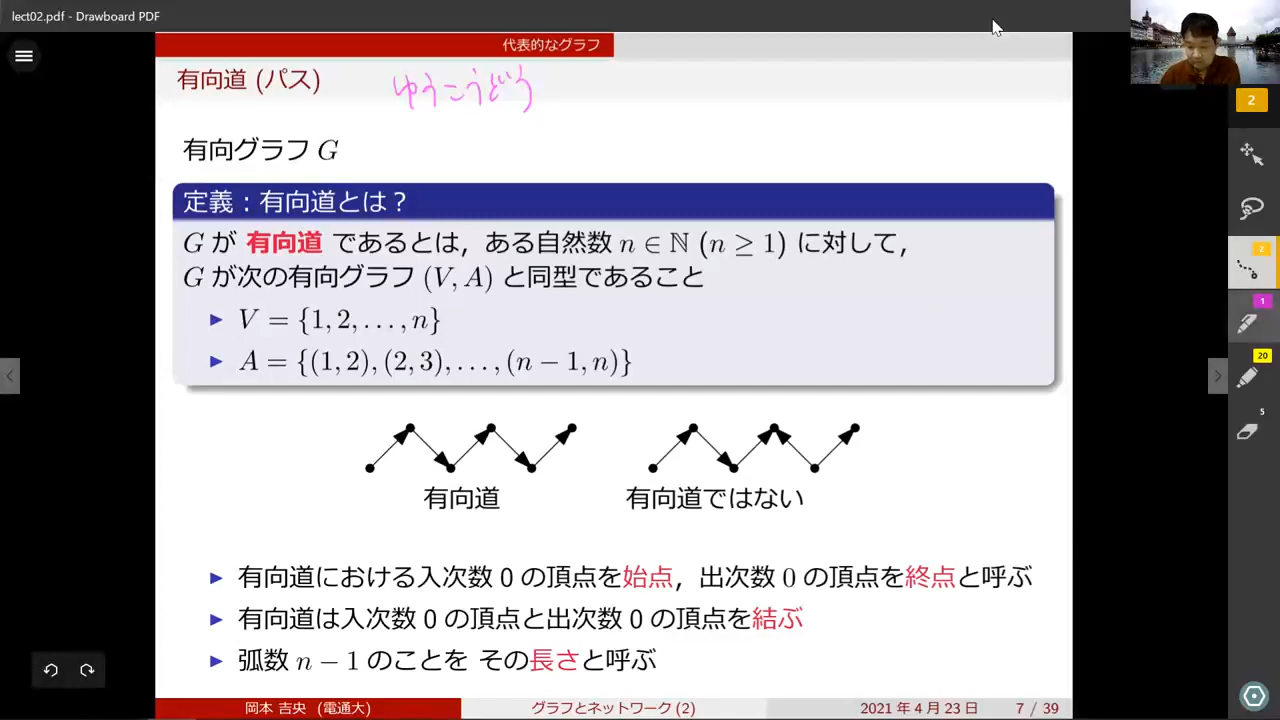 lect02.pdf - Drawboard PDF
代表的なグラフ
2
有向道 (パス)
ゆうこうどう
有向グラフ G
定義：有向道とは？
G が 有向道 であるとは，ある自然数 n ∈ ℕ (n ≥ 1) に対して，
G が次の有向グラフ (V, A) と同型であること
▶ V = {1, 2, . . . , n}
▶ A = {(1, 2), (2, 3), . . . , (n − 1, n)}
2
1
20
5
有向道
有向道ではない
▶ 有向道における入次数 0 の頂点を始点，出次数 0 の頂点を終点と呼ぶ
▶ 有向道は入次数 0 の頂点と出次数 0 の頂点を結ぶ
▶ 弧数 n − 1 のことを その長さと呼ぶ
岡本 吉央 (電通大)
グラフとネットワーク (2)
2021 年 4 月 23 日
7 / 39